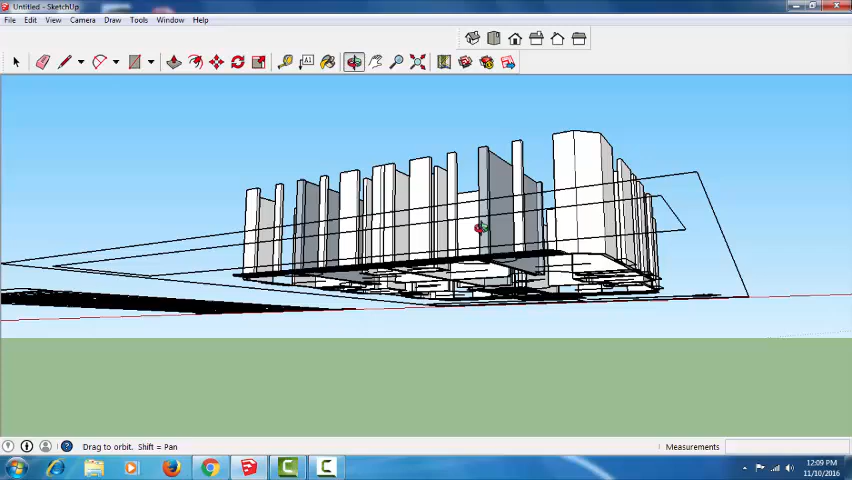 Untitled - SketchUp
File Edit View Camera Draw Tools Window Help
A1
Drag to orbit. Shift = Pan
Measurements
12:09 PM
11/10/2016